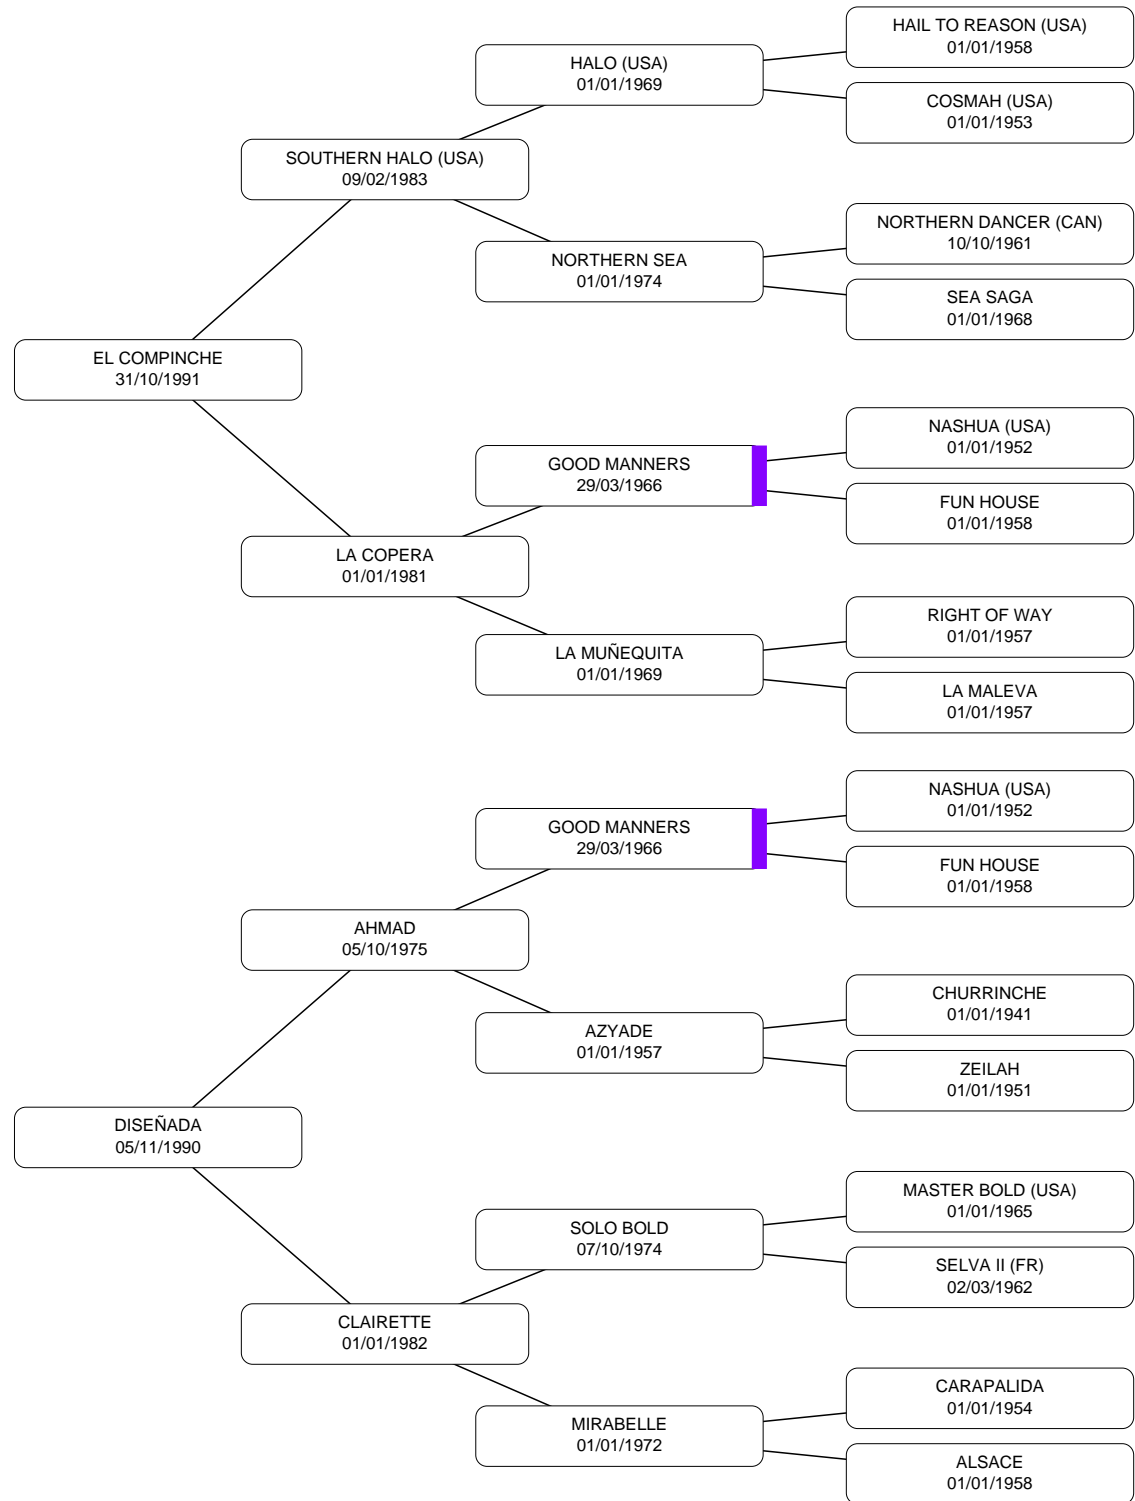 HAIL TO REASON (USA)
01/01/1958
HALO (USA)
01/01/1969
COSMAH (USA)
01/01/1953
SOUTHERN HALO (USA)
09/02/1983
NORTHERN DANCER (CAN)
10/10/1961
NORTHERN SEA
01/01/1974
SEA SAGA
01/01/1968
EL COMPINCHE
31/10/1991
NASHUA (USA)
01/01/1952
GOOD MANNERS
29/03/1966
FUN HOUSE
01/01/1958
LA COPERA
01/01/1981
RIGHT OF WAY
01/01/1957
LA MUÑEQUITA
01/01/1969
LA MALEVA
01/01/1957
NASHUA (USA)
01/01/1952
GOOD MANNERS
29/03/1966
FUN HOUSE
01/01/1958
AHMAD
05/10/1975
CHURRINCHE
01/01/1941
AZYADE
01/01/1957
ZEILAH
01/01/1951
DISEÑADA
05/11/1990
MASTER BOLD (USA)
01/01/1965
SOLO BOLD
07/10/1974
SELVA II (FR)
02/03/1962
CLAIRETTE
01/01/1982
CARAPALIDA
01/01/1954
MIRABELLE
01/01/1972
ALSACE
01/01/1958